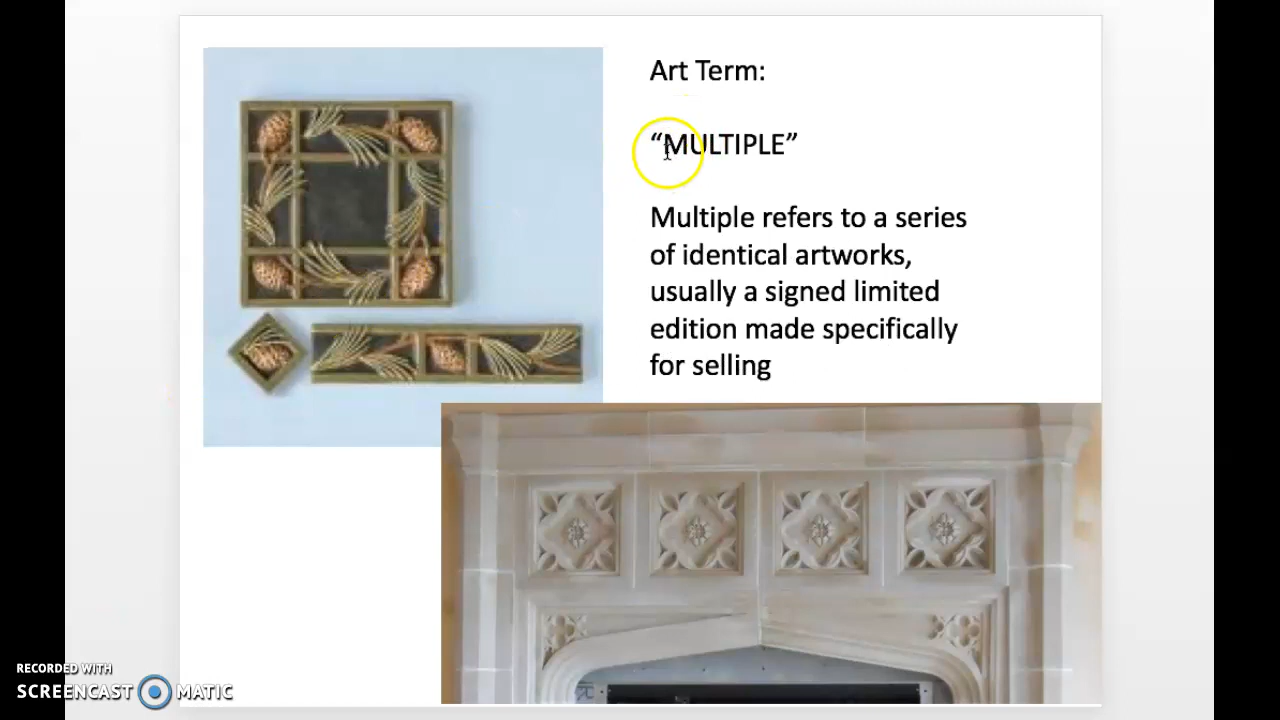 Art Term:
“MULTIPLE”
Multiple refers to a series
of identical artworks,
usually a signed limited
edition made specifically
for selling
RECORDED WITH
SCREENCAST MATIC